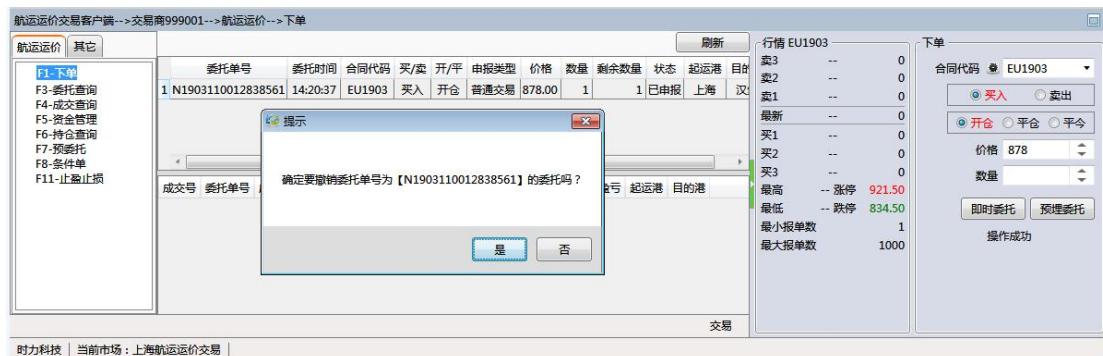 航运运价交易客户端-->交易商999001-->航运运价-->下单
航运运价 其它
F1-下单
F3-委托查询
F4-成交查询
F5-资金管理
F6-持仓查询
F7-预委托
F8-条件单
F11-止盈止损
刷新
委托单号 委托时间 合同代码 买/卖 开/平 申报类型 价格 数量 剩余数量 状态 起运港
1 N1903110012838561 14:20:37 EU1903 买入 开仓 普通交易 878.00 1 1 已申报 上海
提示
确定要撤销委托单号为【N1903110012838561】的委托吗？
是 否
成交号 委托单号 起运港 目的港
交易
行情 EU1903
卖3 -- 0
卖2 -- 0
卖1 -- 0
最新 -- 0
买1 -- 0
买2 -- 0
买3 -- 0
最高 -- 涨停 921.50
最低 -- 跌停 834.50
最小报单数 1
最大报单数 1000
下单
合同代码 EU1903
买入 卖出
开仓 平仓 平今
价格 878
数量
即时委托 预埋委托
操作成功
时力科技 当前市场：上海航运运价交易